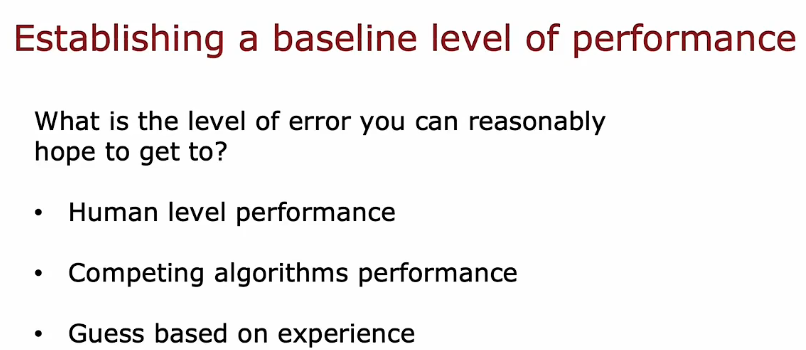 Establishing a baseline level of performance
What is the level of error you can reasonably
hope to get to?
• Human level performance
• Competing algorithms performance
• Guess based on experience